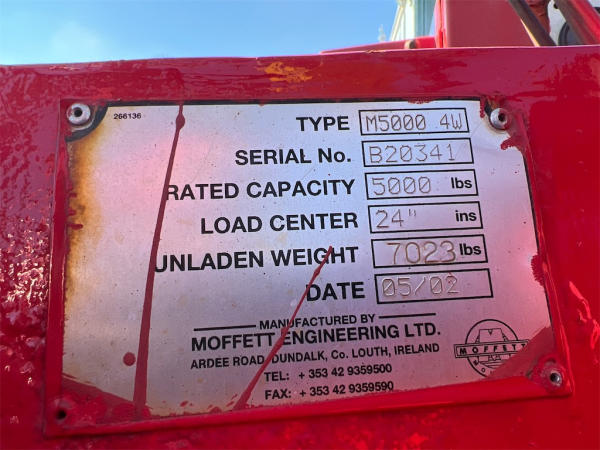 266136
TYPE M5000 4W
SERIAL No. B20341
RATED CAPACITY 5000 lbs
LOAD CENTER 24" ins
UNLADEN WEIGHT 7023 lbs
DATE 05/02
MANUFACTURED BY
MOFFETT ENGINEERING LTD.
ARDEE ROAD, DUNDALK, Co. LOUTH, IRELAND
TEL: + 353 42 9359500
FAX: + 353 42 9359590
MOFFETT